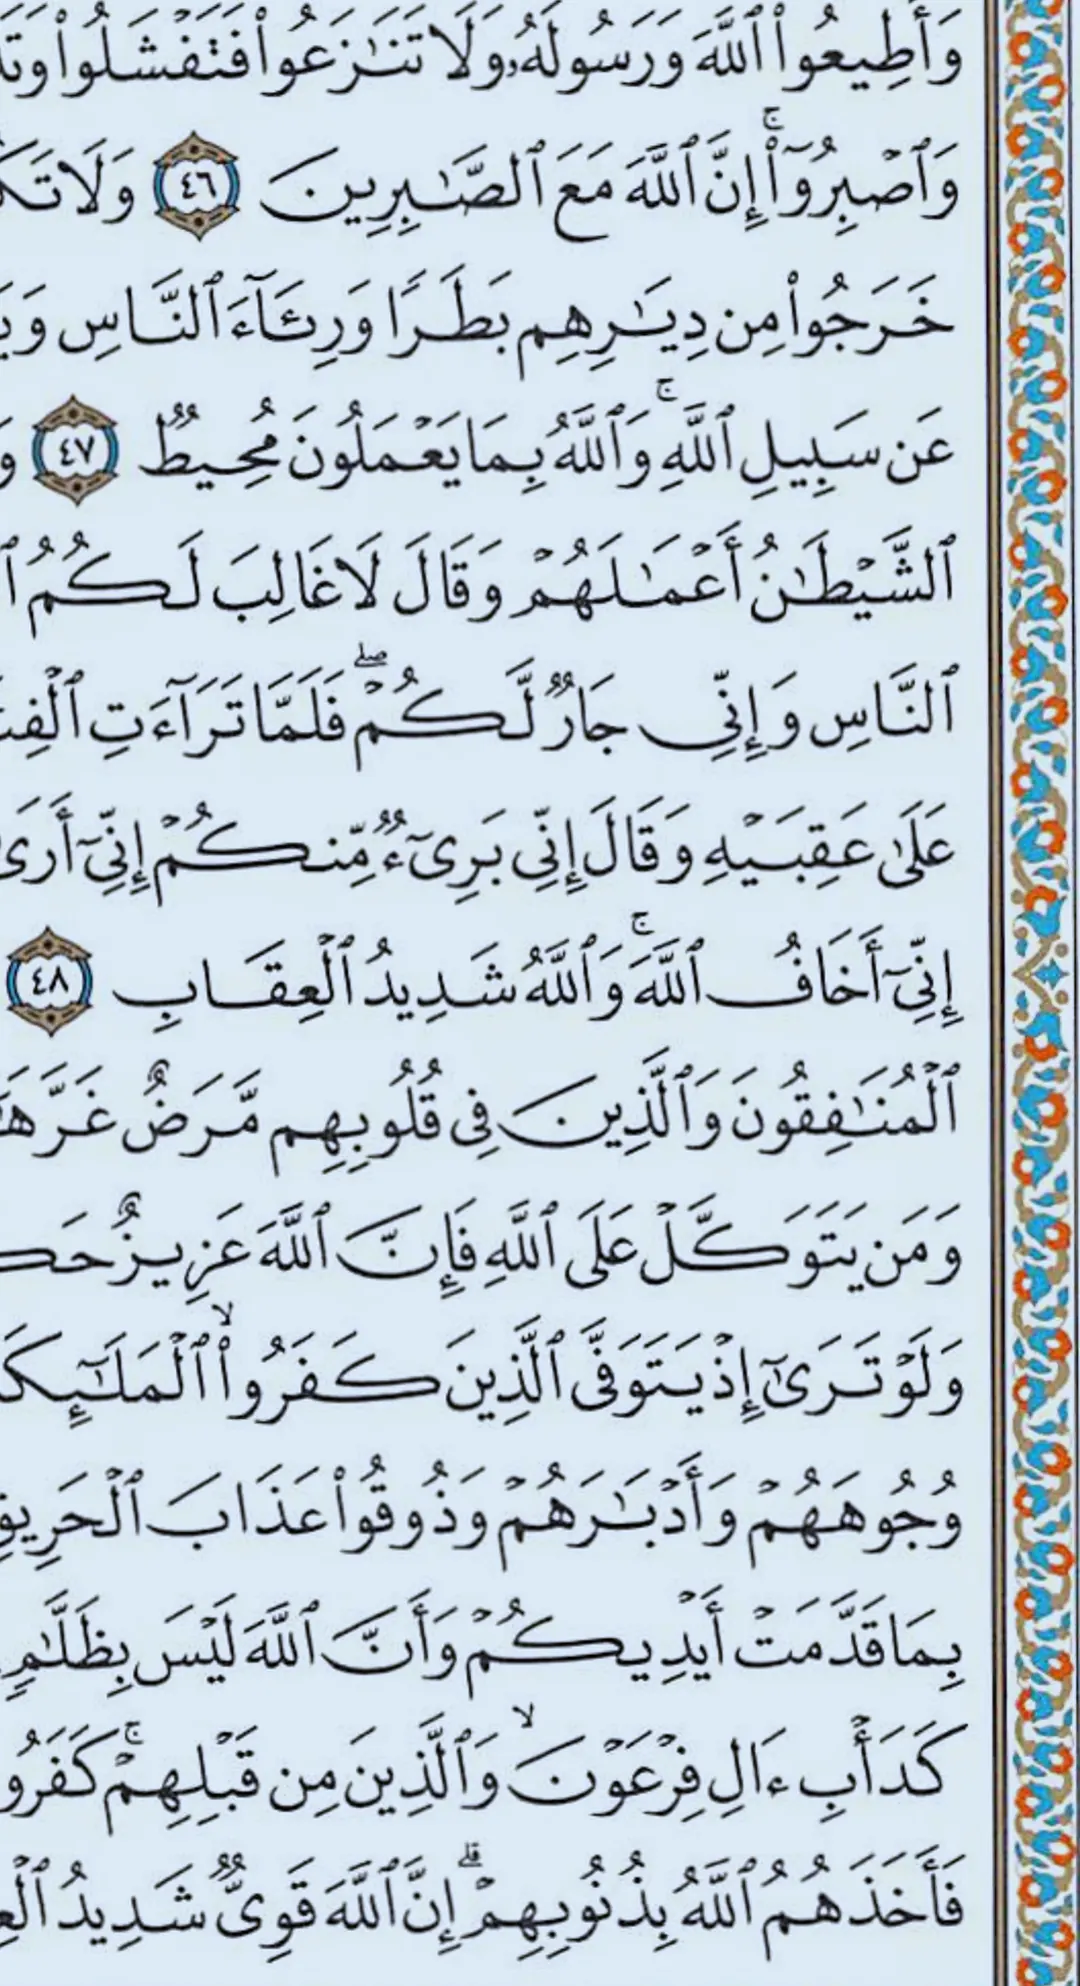 وَأَطِيعُوا۟ ٱللَّهَ وَرَسُولَهُۥ وَلَا تَنَـٰزَعُوا۟ فَتَفْشَلُوا۟
وَٱصْبِرُوٓا۟ ۚ إِنَّ ٱللَّهَ مَعَ ٱلصَّـٰبِرِينَ ٤٦ وَلَا
خَرَجُوا۟ مِن دِيَـٰرِهِم بَطَرًا وَرِئَآءَ ٱلنَّاسِ
عَن سَبِيلِ ٱللَّهِ ۚ وَٱللَّهُ بِمَا يَعْمَلُونَ مُحِيطٌ ٤٧
ٱلشَّيْطَـٰنُ أَعْمَـٰلَهُمْ وَقَالَ لَا غَالِبَ لَكُمُ
ٱلنَّاسِ وَإِنِّى جَارٌ لَّكُمْ ۖ فَلَمَّا تَرَآءَتِ
عَلَىٰ عَقِبَيْهِ وَقَالَ إِنِّى بَرِىٓءٌ مِّنكُمْ إِنِّىٓ أَرَىٰ
إِنِّىٓ أَخَافُ ٱللَّهَ ۚ وَٱللَّهُ شَدِيدُ ٱلْعِقَابِ ٤٨
ٱلْمُنَـٰفِقُونَ وَٱلَّذِينَ فِى قُلُوبِهِم مَّرَضٌ
وَمَن يَتَوَكَّلْ عَلَى ٱللَّهِ فَإِنَّ ٱللَّهَ عَزِيزٌ
وَلَوْ تَرَىٰٓ إِذْ يَتَوَفَّى ٱلَّذِينَ كَفَرُوا۟ ۙ
وُجُوهَهُمْ وَأَدْبَـٰرَهُمْ وَذُوقُوا۟ عَذَابَ ٱلْحَرِيقِ
بِمَا قَدَّمَتْ أَيْدِيكُمْ وَأَنَّ ٱللَّهَ لَيْسَ بِظَلَّـٰمٍ
كَدَأْبِ ءَالِ فِرْعَوْنَ ۙ وَٱلَّذِينَ مِن قَبْلِهِمْ ۚ
فَأَخَذَهُمُ ٱللَّهُ بِذُنُوبِهِمْ ۗ إِنَّ ٱللَّهَ قَوِىٌّ شَدِيدُ